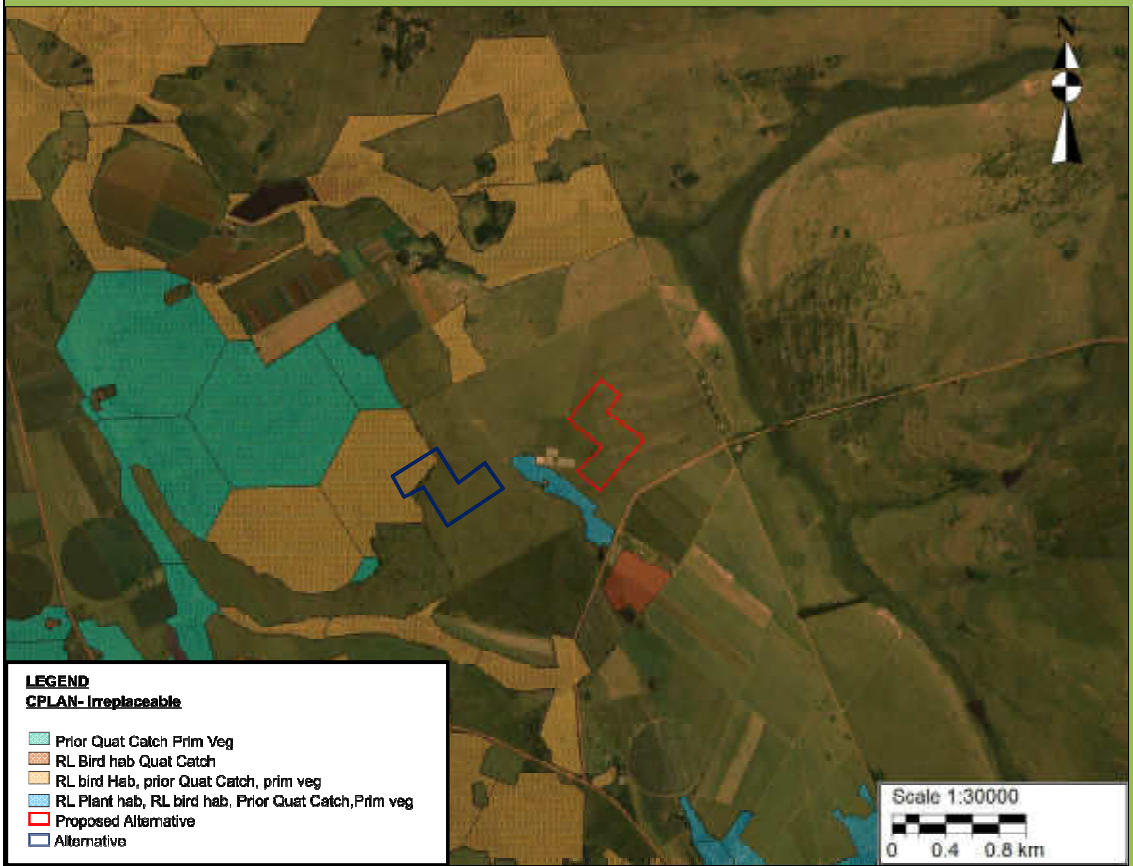 N
LEGEND
CPLAN- Irreplaceable
Prior Quat Catch Prim Veg
RL Bird hab Quat Catch
RL bird Hab, prior Quat Catch, prim veg
RL Plant hab, RL bird hab, Prior Quat Catch,Prim veg
Proposed Alternative
Alternative
Scale 1:30000
0 0.4 0.8 km